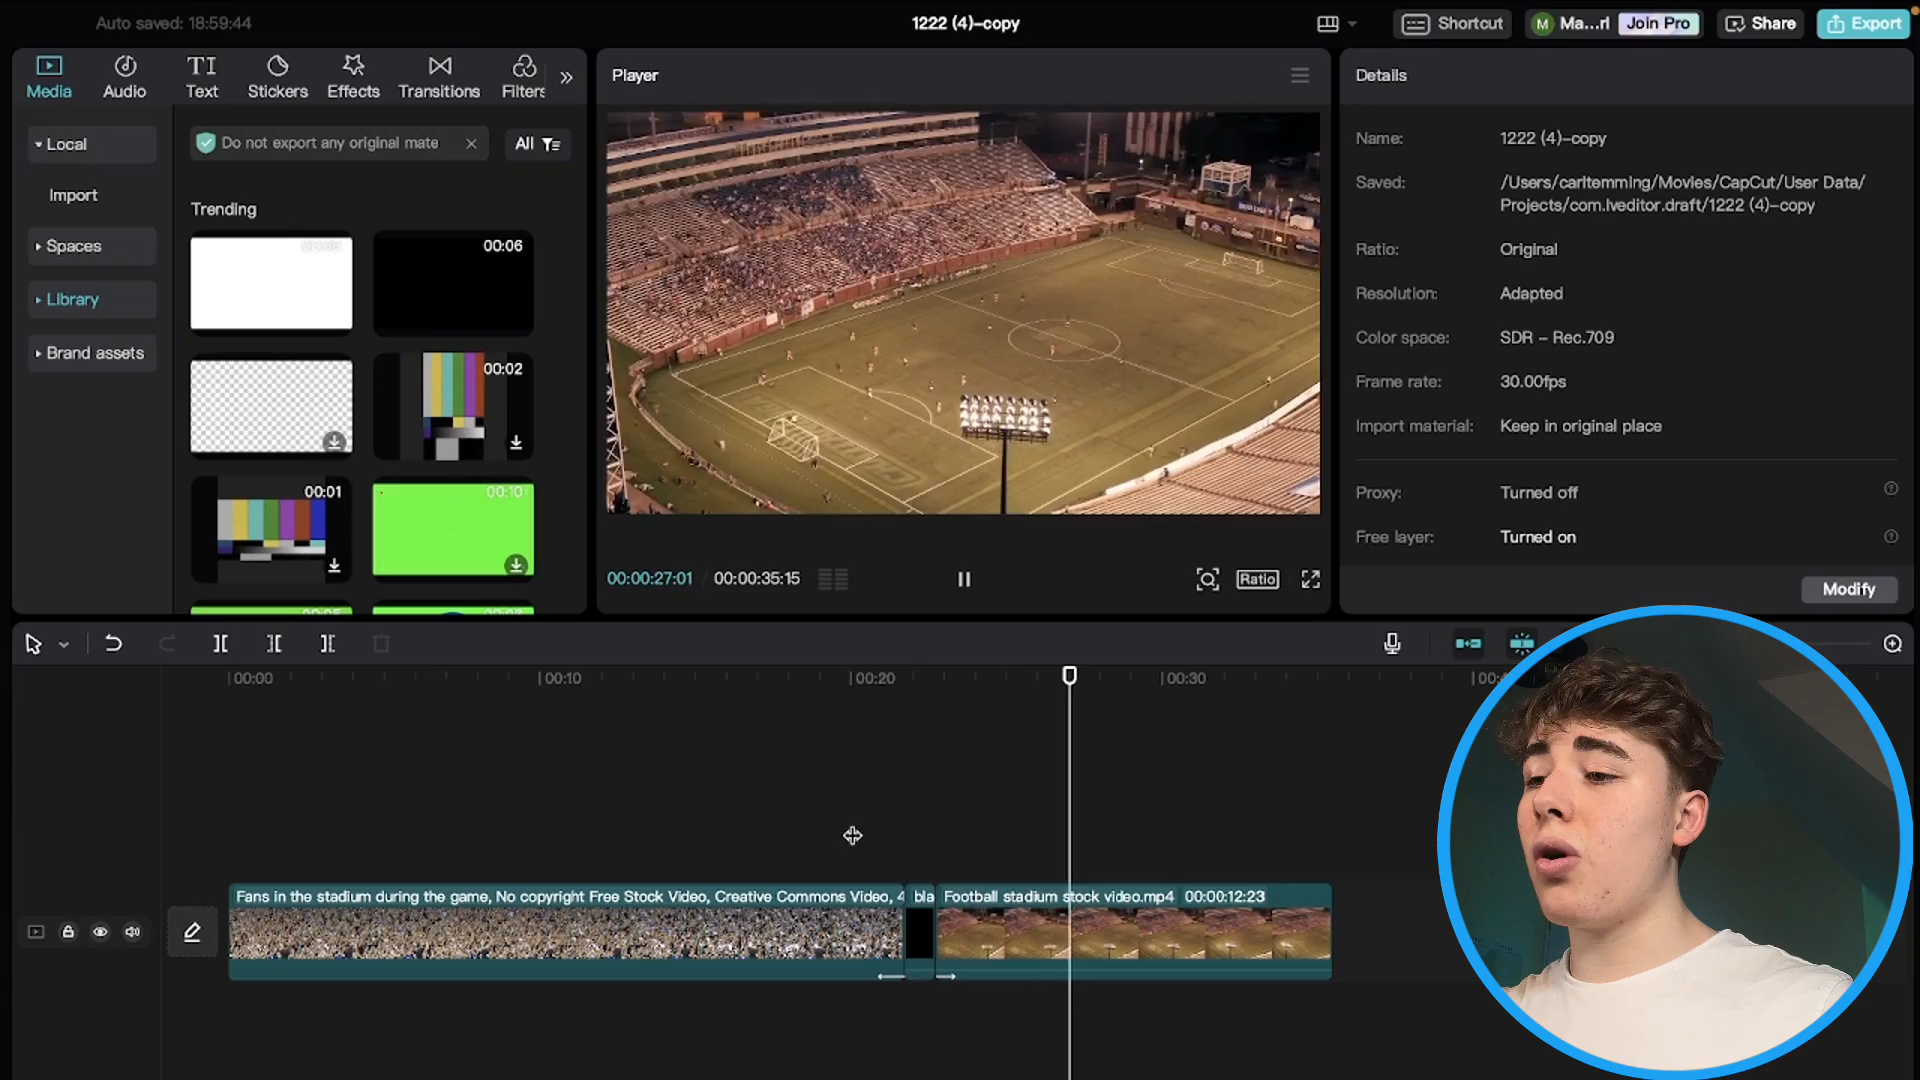 Auto saved: 18:59:44
1222 (4)-copy
Shortcut
M
Ma...rl
Join Pro
Share
Export
Media
Audio
TI
Text
Stickers
Effects
Transitions
Filters
Player
Details
Local
Import
Spaces
Library
Brand assets
Do not export any original mate
All
Trending
00:06
00:02
00:01
00:10
Name: 1222 (4)-copy
Saved: /Users/carltemming/Movies/CapCut/User Data/
Projects/com.lveditor.draft/1222 (4)-copy
Ratio: Original
Resolution: Adapted
Color space: SDR – Rec.709
Frame rate: 30.00fps
Import material: Keep in original place
Proxy: Turned off
Free layer: Turned on
Modify
00:00:27:01 / 00:00:35:15
Ratio
00:00
00:10
00:20
00:30
Fans in the stadium during the game, No copyright Free Stock Video, Creative Commons Video, 4
bla
Football stadium stock video.mp4 00:00:12:23